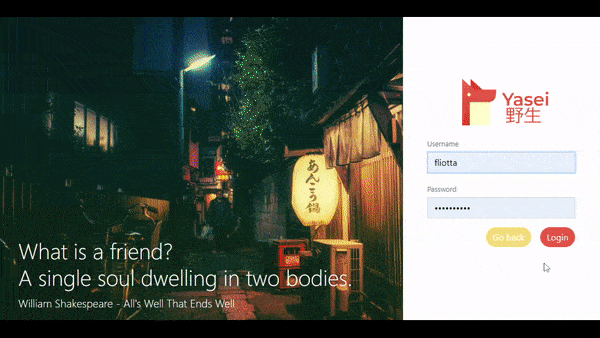 あんこう鍋
What is a friend?
A single soul dwelling in two bodies.
William Shakespeare - All's Well That Ends Well
Yasei
野生
Username
fliotta
Password
••••••••••
Go Back
Login